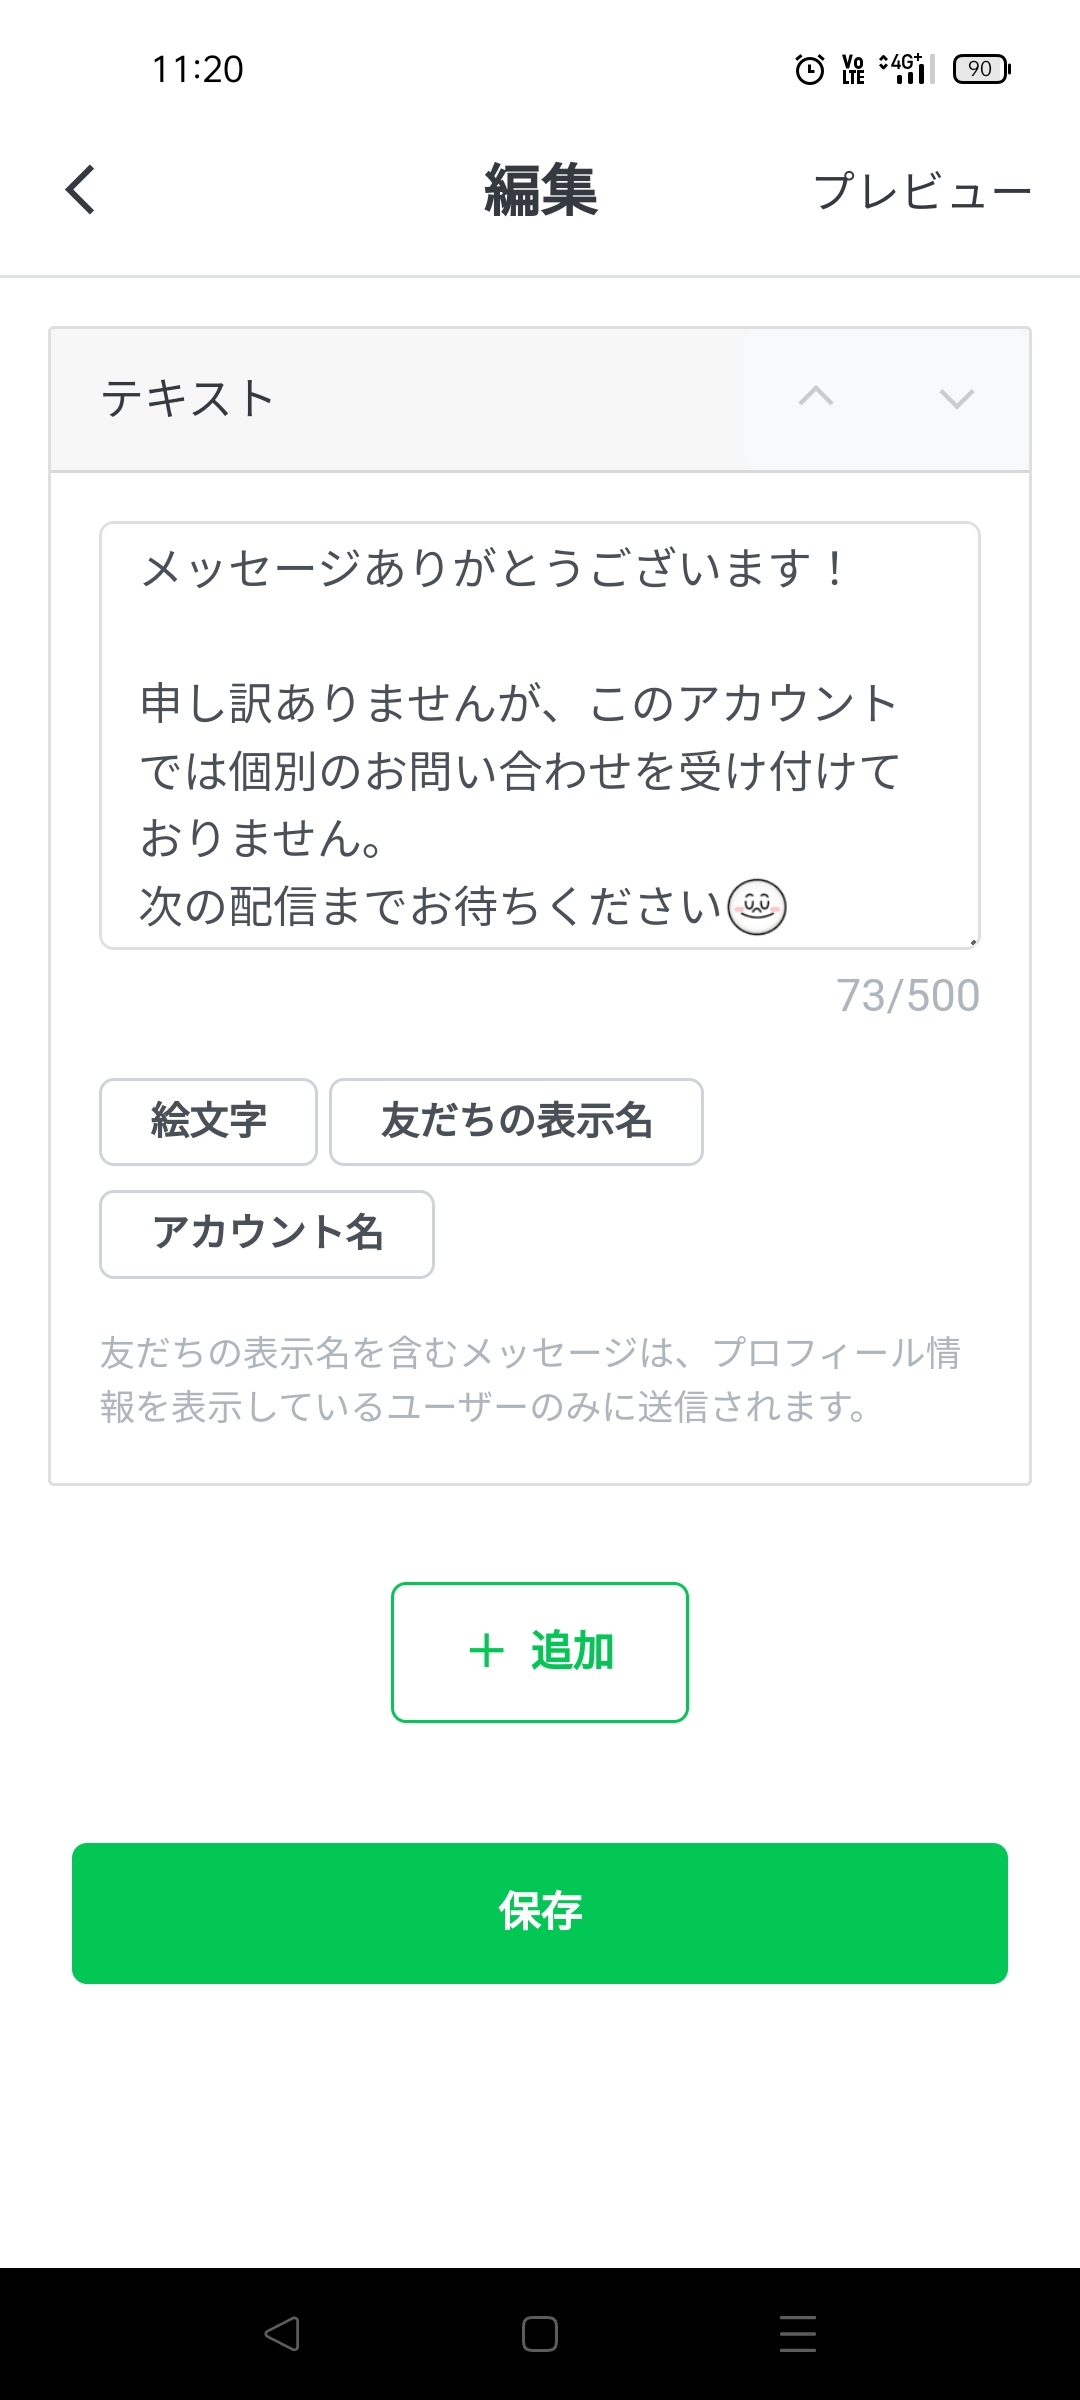 11:20
Vo
LTE
4G+
90
編集
プレビュー
テキスト
メッセージありがとうございます！
申し訳ありませんが、このアカウント
では個別のお問い合わせを受け付けて
おりません。
次の配信までお待ちください
73/500
絵文字
友だちの表示名
アカウント名
友だちの表示名を含むメッセージは、プロフィール情
報を表示しているユーザーのみに送信されます。
+ 追加
保存